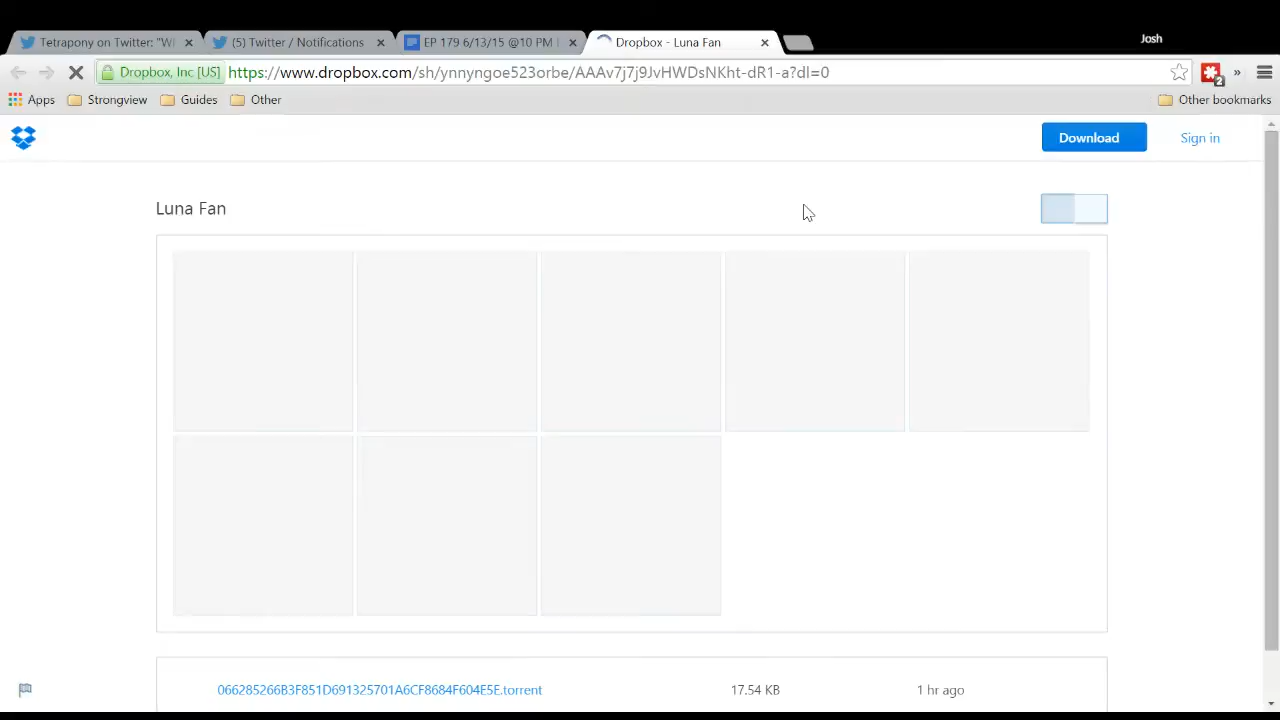 Josh
Tetrapony on Twitter: "W
(5) Twitter / Notifications
EP 179 6/13/15 @10 PM
Dropbox - Luna Fan
Dropbox, Inc [US]
https://www.dropbox.com/sh/ynnyngoe523orbe/AAAv7j7j9JvHWDsNKht-dR1-a?dl=0
2
»
Apps
Strongview
Guides
Other
Other bookmarks
Download
Sign in
Luna Fan
066285266B3F851D691325701A6CF8684F604E5E.torrent
17.54 KB
1 hr ago